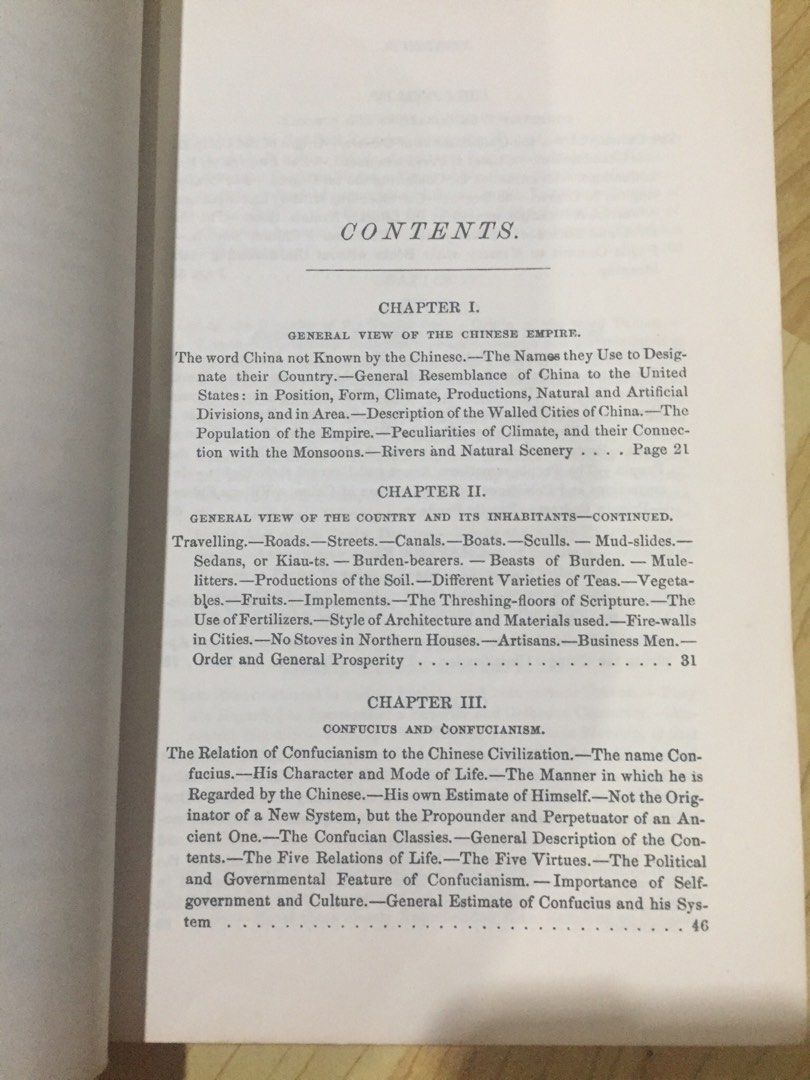 CONTENTS.
CHAPTER I.
GENERAL VIEW OF THE CHINESE EMPIRE.
The word China not Known by the Chinese.—The Names they Use to Desig-
nate their Country.—General Resemblance of China to the United
States: in Position, Form, Climate, Productions, Natural and Artificial
Divisions, and in Area.—Description of the Walled Cities of China.—The
Population of the Empire.—Peculiarities of Climate, and their Connec-
tion with the Monsoons.—Rivers and Natural Scenery . . . . Page 21
CHAPTER II.
GENERAL VIEW OF THE COUNTRY AND ITS INHABITANTS—CONTINUED.
Travelling.—Roads.—Streets.—Canals.—Boats.—Sculls. — Mud-slides.—
Sedans, or Kiau-ts. — Burden-bearers. — Beasts of Burden. — Mule-
litters.—Productions of the Soil.—Different Varieties of Teas.—Vegeta-
bles.—Fruits.—Implements.—The Threshing-floors of Scripture.—The
Use of Fertilizers.—Style of Architecture and Materials used.—Fire-walls
in Cities.—No Stoves in Northern Houses.—Artisans.—Business Men.—
Order and General Prosperity . . . . . . . . . . . . . . . . . . . 31
CHAPTER III.
CONFUCIUS AND CONFUCIANISM.
The Relation of Confucianism to the Chinese Civilization.—The name Con-
fucius.—His Character and Mode of Life.—The Manner in which he is
Regarded by the Chinese.—His own Estimate of Himself.—Not the Orig-
inator of a New System, but the Propounder and Perpetuator of an An-
cient One.—The Confucian Classies.—General Description of the Con-
tents.—The Five Relations of Life.—The Five Virtues.—The Political
and Governmental Feature of Confucianism. — Importance of Self-
government and Culture.—General Estimate of Confucius and his Sys-
tem . . . . . . . . . . . . . . . . . . . . . . . . . . . . . . . . 46